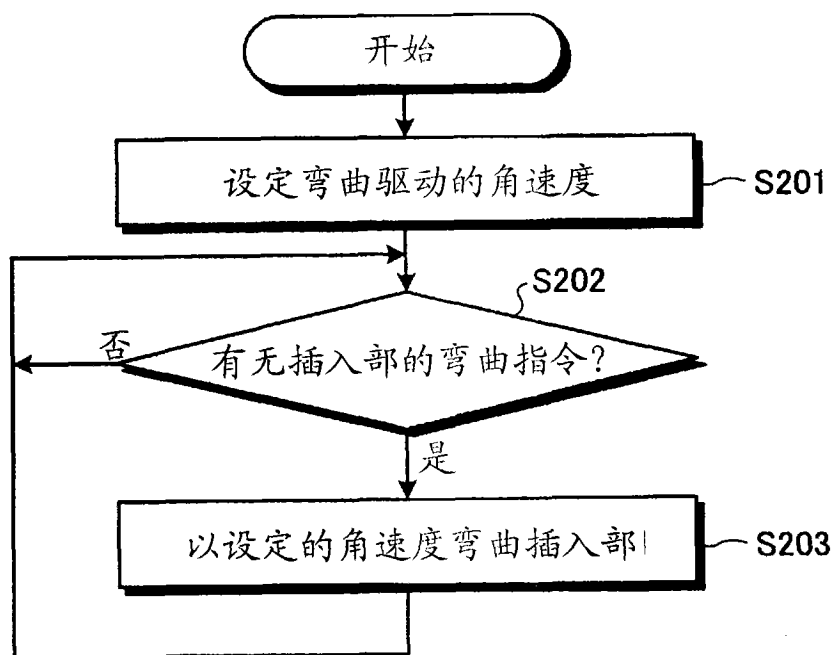 开始
设定弯曲驱动的角速度
S201
S202
否
有无插入部的弯曲指令?
是
以设定的角速度弯曲插入部
S203